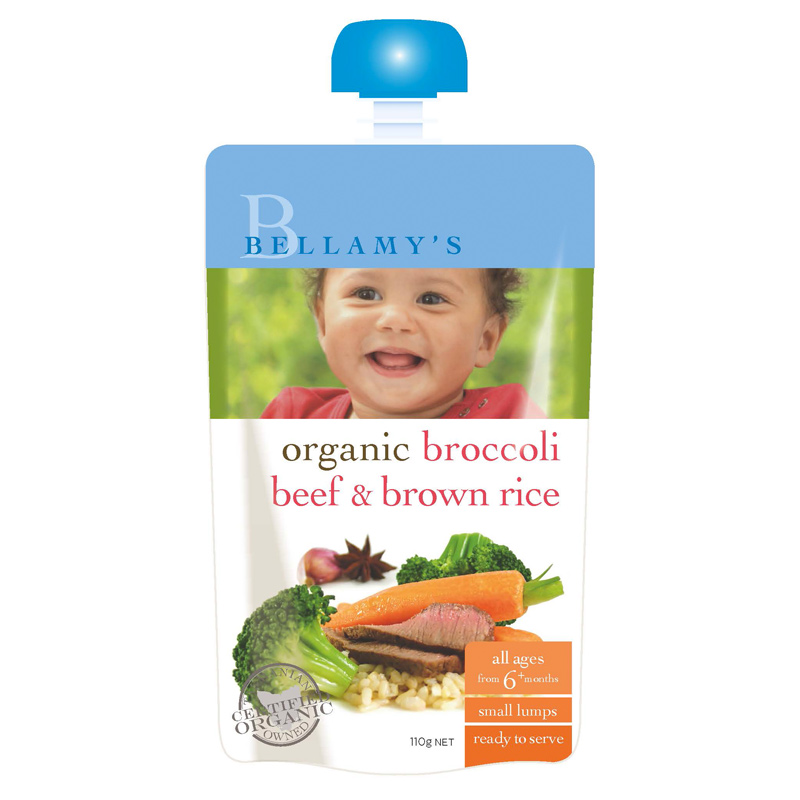 B
BELLAMY'S
organic broccoli
beef & brown rice
all ages
from 6+ months
small lumps
ready to serve
110g NET
CERTIFIED
ORGANIC
OWNED